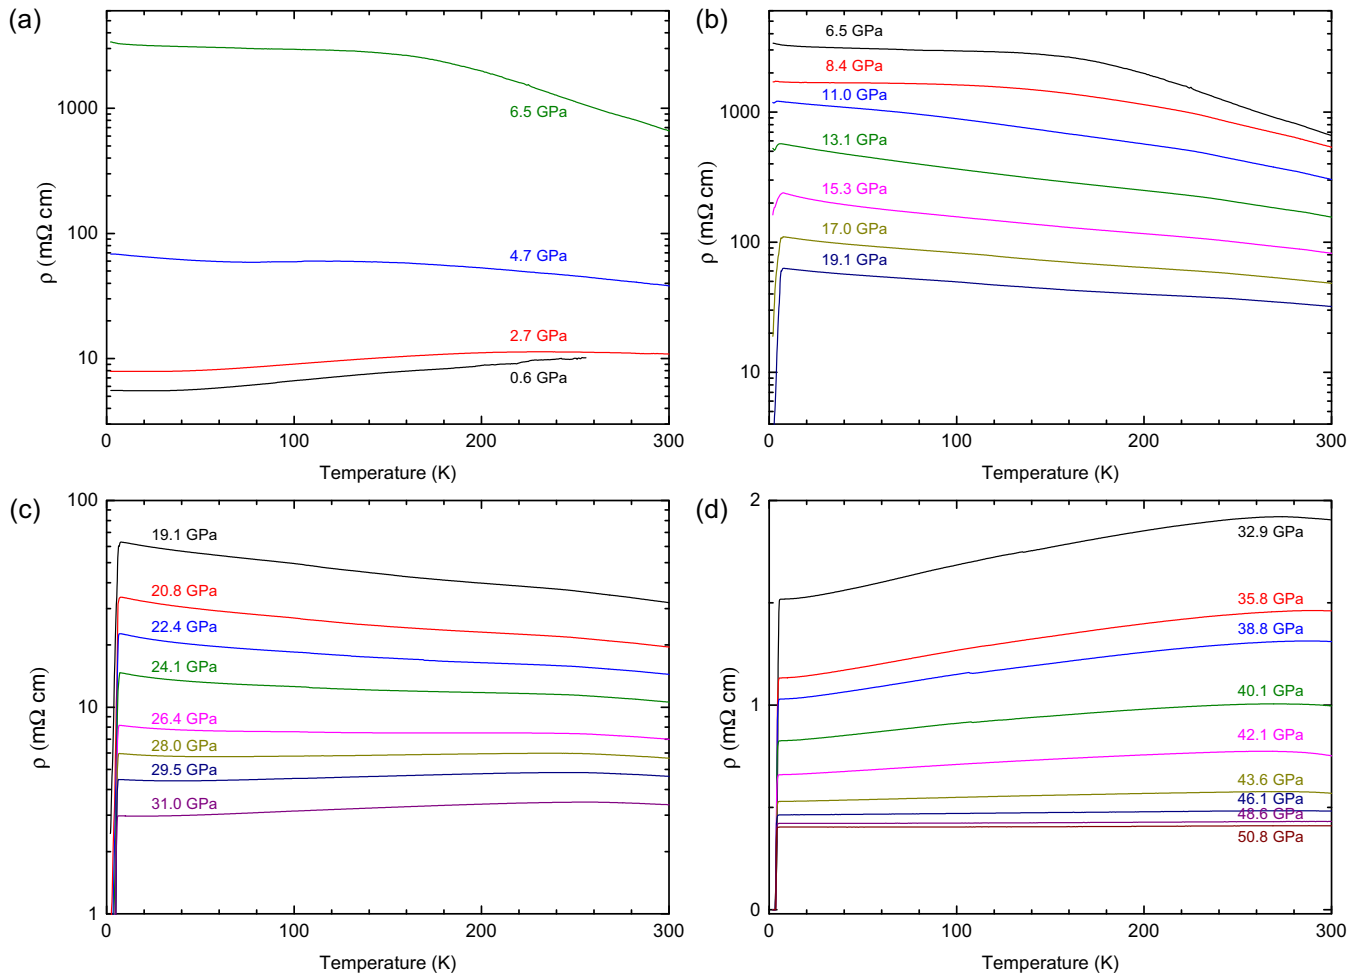 (a)
1000
100
10
ρ (mΩ cm)
6.5 GPa
4.7 GPa
2.7 GPa
0.6 GPa
0
100
200
300
Temperature (K)
(b)
1000
100
10
ρ (mΩ cm)
6.5 GPa
8.4 GPa
11.0 GPa
13.1 GPa
15.3 GPa
17.0 GPa
19.1 GPa
0
100
200
300
Temperature (K)
(c)
100
10
1
ρ (mΩ cm)
19.1 GPa
20.8 GPa
22.4 GPa
24.1 GPa
26.4 GPa
28.0 GPa
29.5 GPa
31.0 GPa
0
100
200
300
Temperature (K)
(d)
2
1
0
ρ (mΩ cm)
32.9 GPa
35.8 GPa
38.8 GPa
40.1 GPa
42.1 GPa
43.6 GPa
46.1 GPa
48.6 GPa
50.8 GPa
0
100
200
300
Temperature (K)